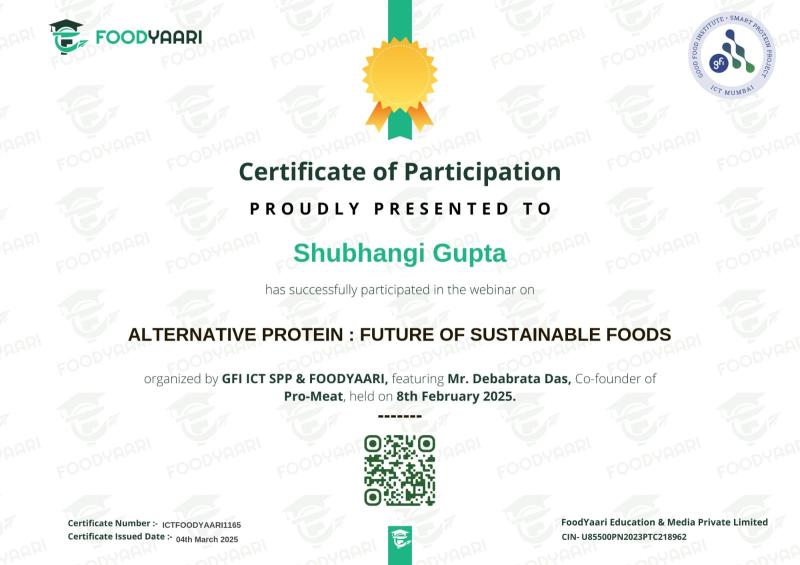 FOODYAARI
GOOD FOOD INSTITUTE • SMART PROTEIN PROJECT
gfi
ICT MUMBAI
Certificate of Participation
PROUDLY PRESENTED TO
Shubhangi Gupta
has successfully participated in the webinar on
ALTERNATIVE PROTEIN : FUTURE OF SUSTAINABLE FOODS
organized by GFI ICT SPP & FOODYAARI, featuring Mr. Debabrata Das, Co-founder of
Pro-Meat, held on 8th February 2025.
-------
Certificate Number :- ICTFOODYAARI1165
Certificate Issued Date :- 04th March 2025
FoodYaari Education & Media Private Limited
CIN- U85500PN2023PTC218962